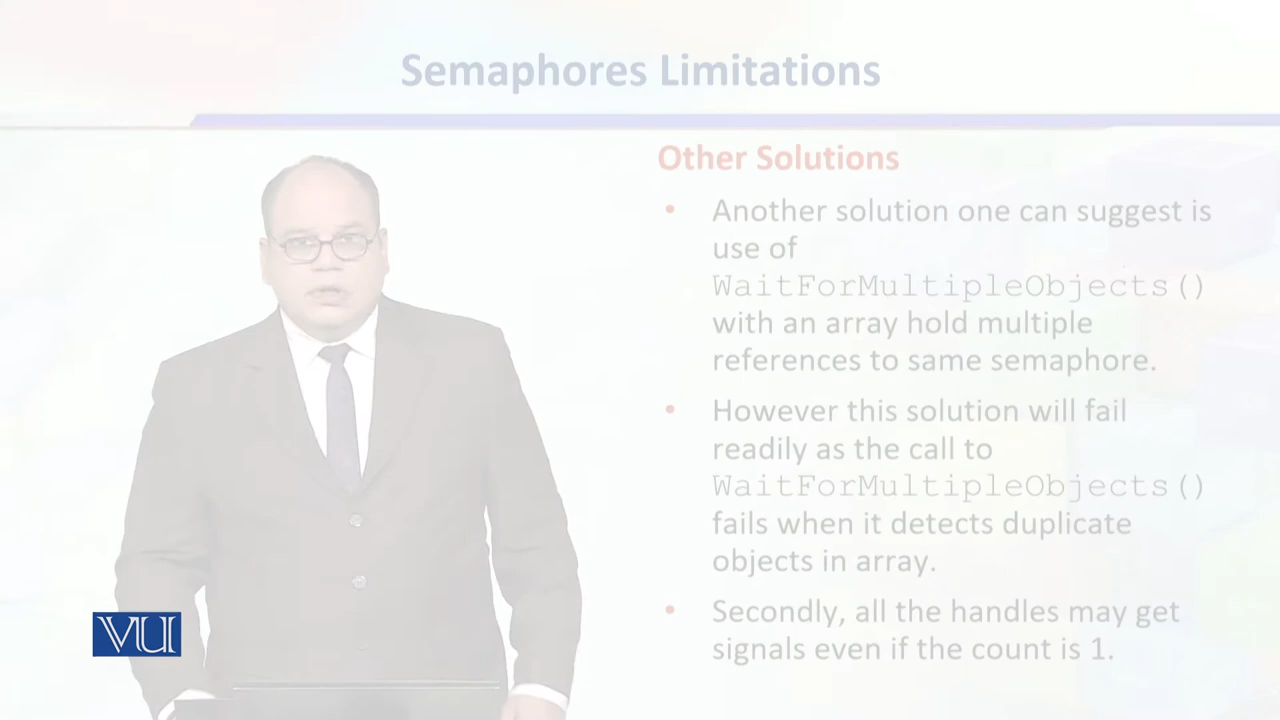 Semaphores Limitations
Other Solutions
• Another solution one can suggest is
use of
WaitForMultipleObjects()
with an array hold multiple
references to same semaphore.
• However this solution will fail
readily as the call to
WaitForMultipleObjects()
fails when it detects duplicate
objects in array.
• Secondly, all the handles may get
signals even if the count is 1.
VU